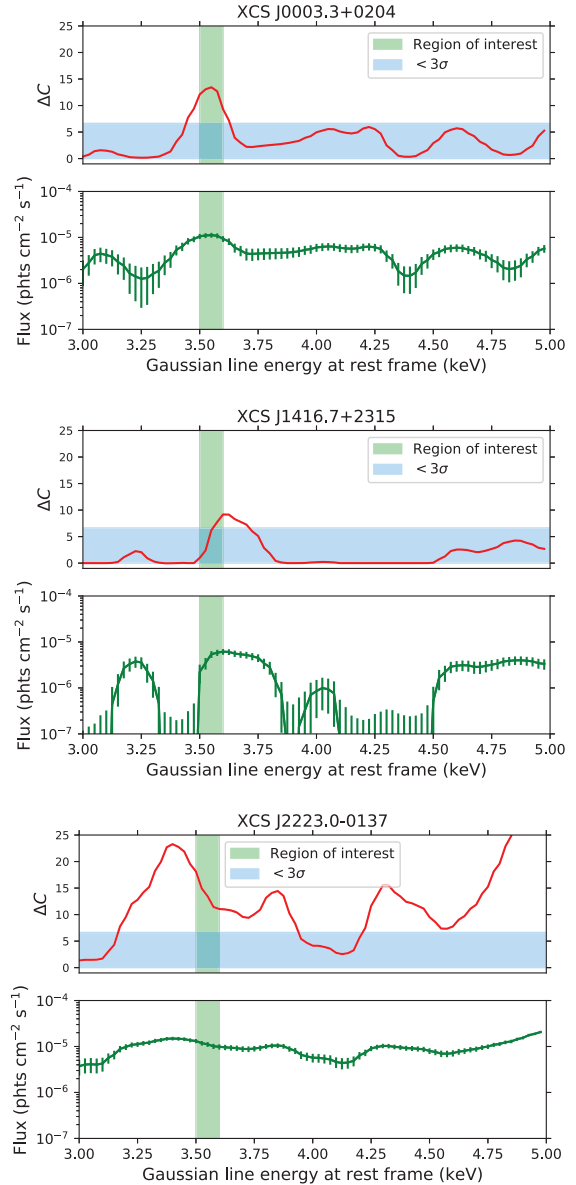 XCS J0003.3+0204
25
20
15
10
5
0
ΔC
Region of interest
< 3σ
10⁻⁴
10⁻⁵
10⁻⁶
10⁻⁷
Flux (phts cm⁻² s⁻¹)
3.00 3.25 3.50 3.75 4.00 4.25 4.50 4.75 5.00
Gaussian line energy at rest frame (keV)
XCS J1416.7+2315
25
20
15
10
5
0
ΔC
Region of interest
< 3σ
10⁻⁴
10⁻⁵
10⁻⁶
10⁻⁷
Flux (phts cm⁻² s⁻¹)
3.00 3.25 3.50 3.75 4.00 4.25 4.50 4.75 5.00
Gaussian line energy at rest frame (keV)
XCS J2223.0-0137
25
20
15
10
5
0
ΔC
Region of interest
< 3σ
10⁻⁴
10⁻⁵
10⁻⁶
10⁻⁷
Flux (phts cm⁻² s⁻¹)
3.00 3.25 3.50 3.75 4.00 4.25 4.50 4.75 5.00
Gaussian line energy at rest frame (keV)